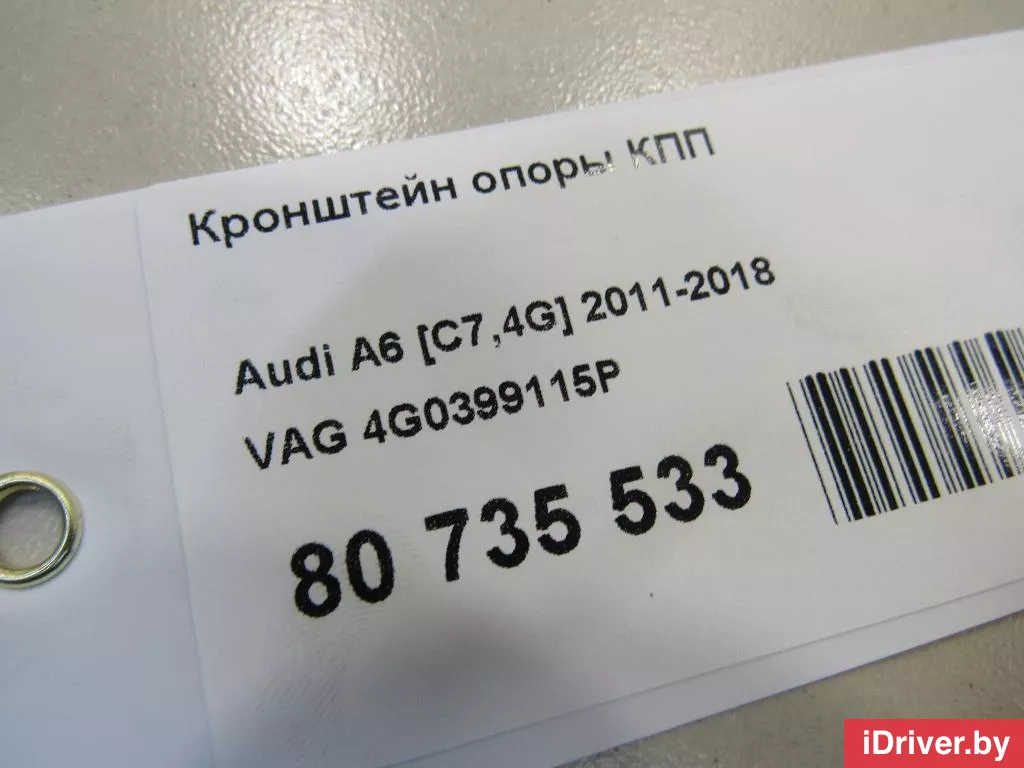 Кронштейн опоры КПП
Audi A6 [C7,4G] 2011-2018
VAG 4G0399115P
80 735 533
iDriver.by